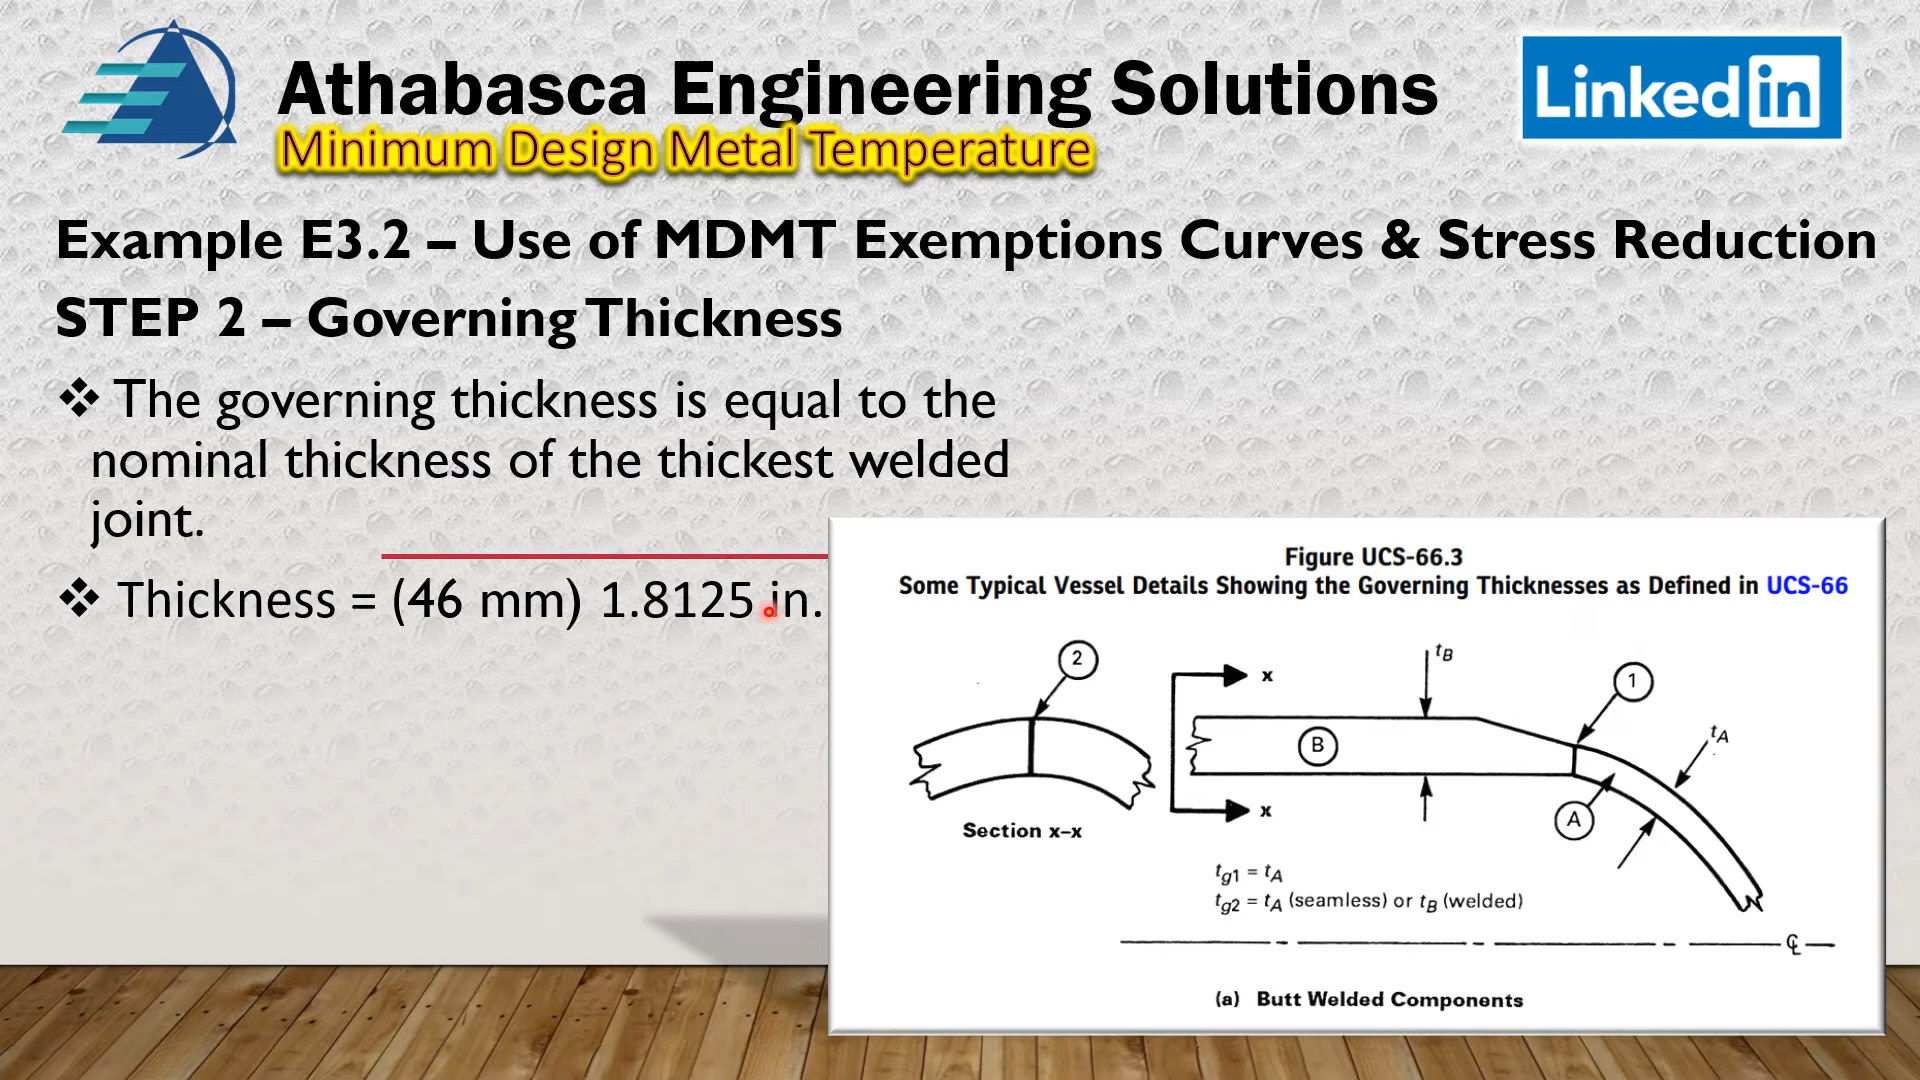 Athabasca Engineering Solutions
Linked in
Minimum Design Metal Temperature
Example E3.2 – Use of MDMT Exemptions Curves & Stress Reduction
STEP 2 – Governing Thickness
❖ The governing thickness is equal to the
nominal thickness of the thickest welded
joint.
❖ Thickness = (46 mm) 1.8125 in.
Figure UCS-66.3
Some Typical Vessel Details Showing the Governing Thicknesses as Defined in UCS-66
2
x
tB
1
tA
B
x
A
Section x–x
tg1 = tA
tg2 = tA (seamless) or tB (welded)
℄
(a) Butt Welded Components